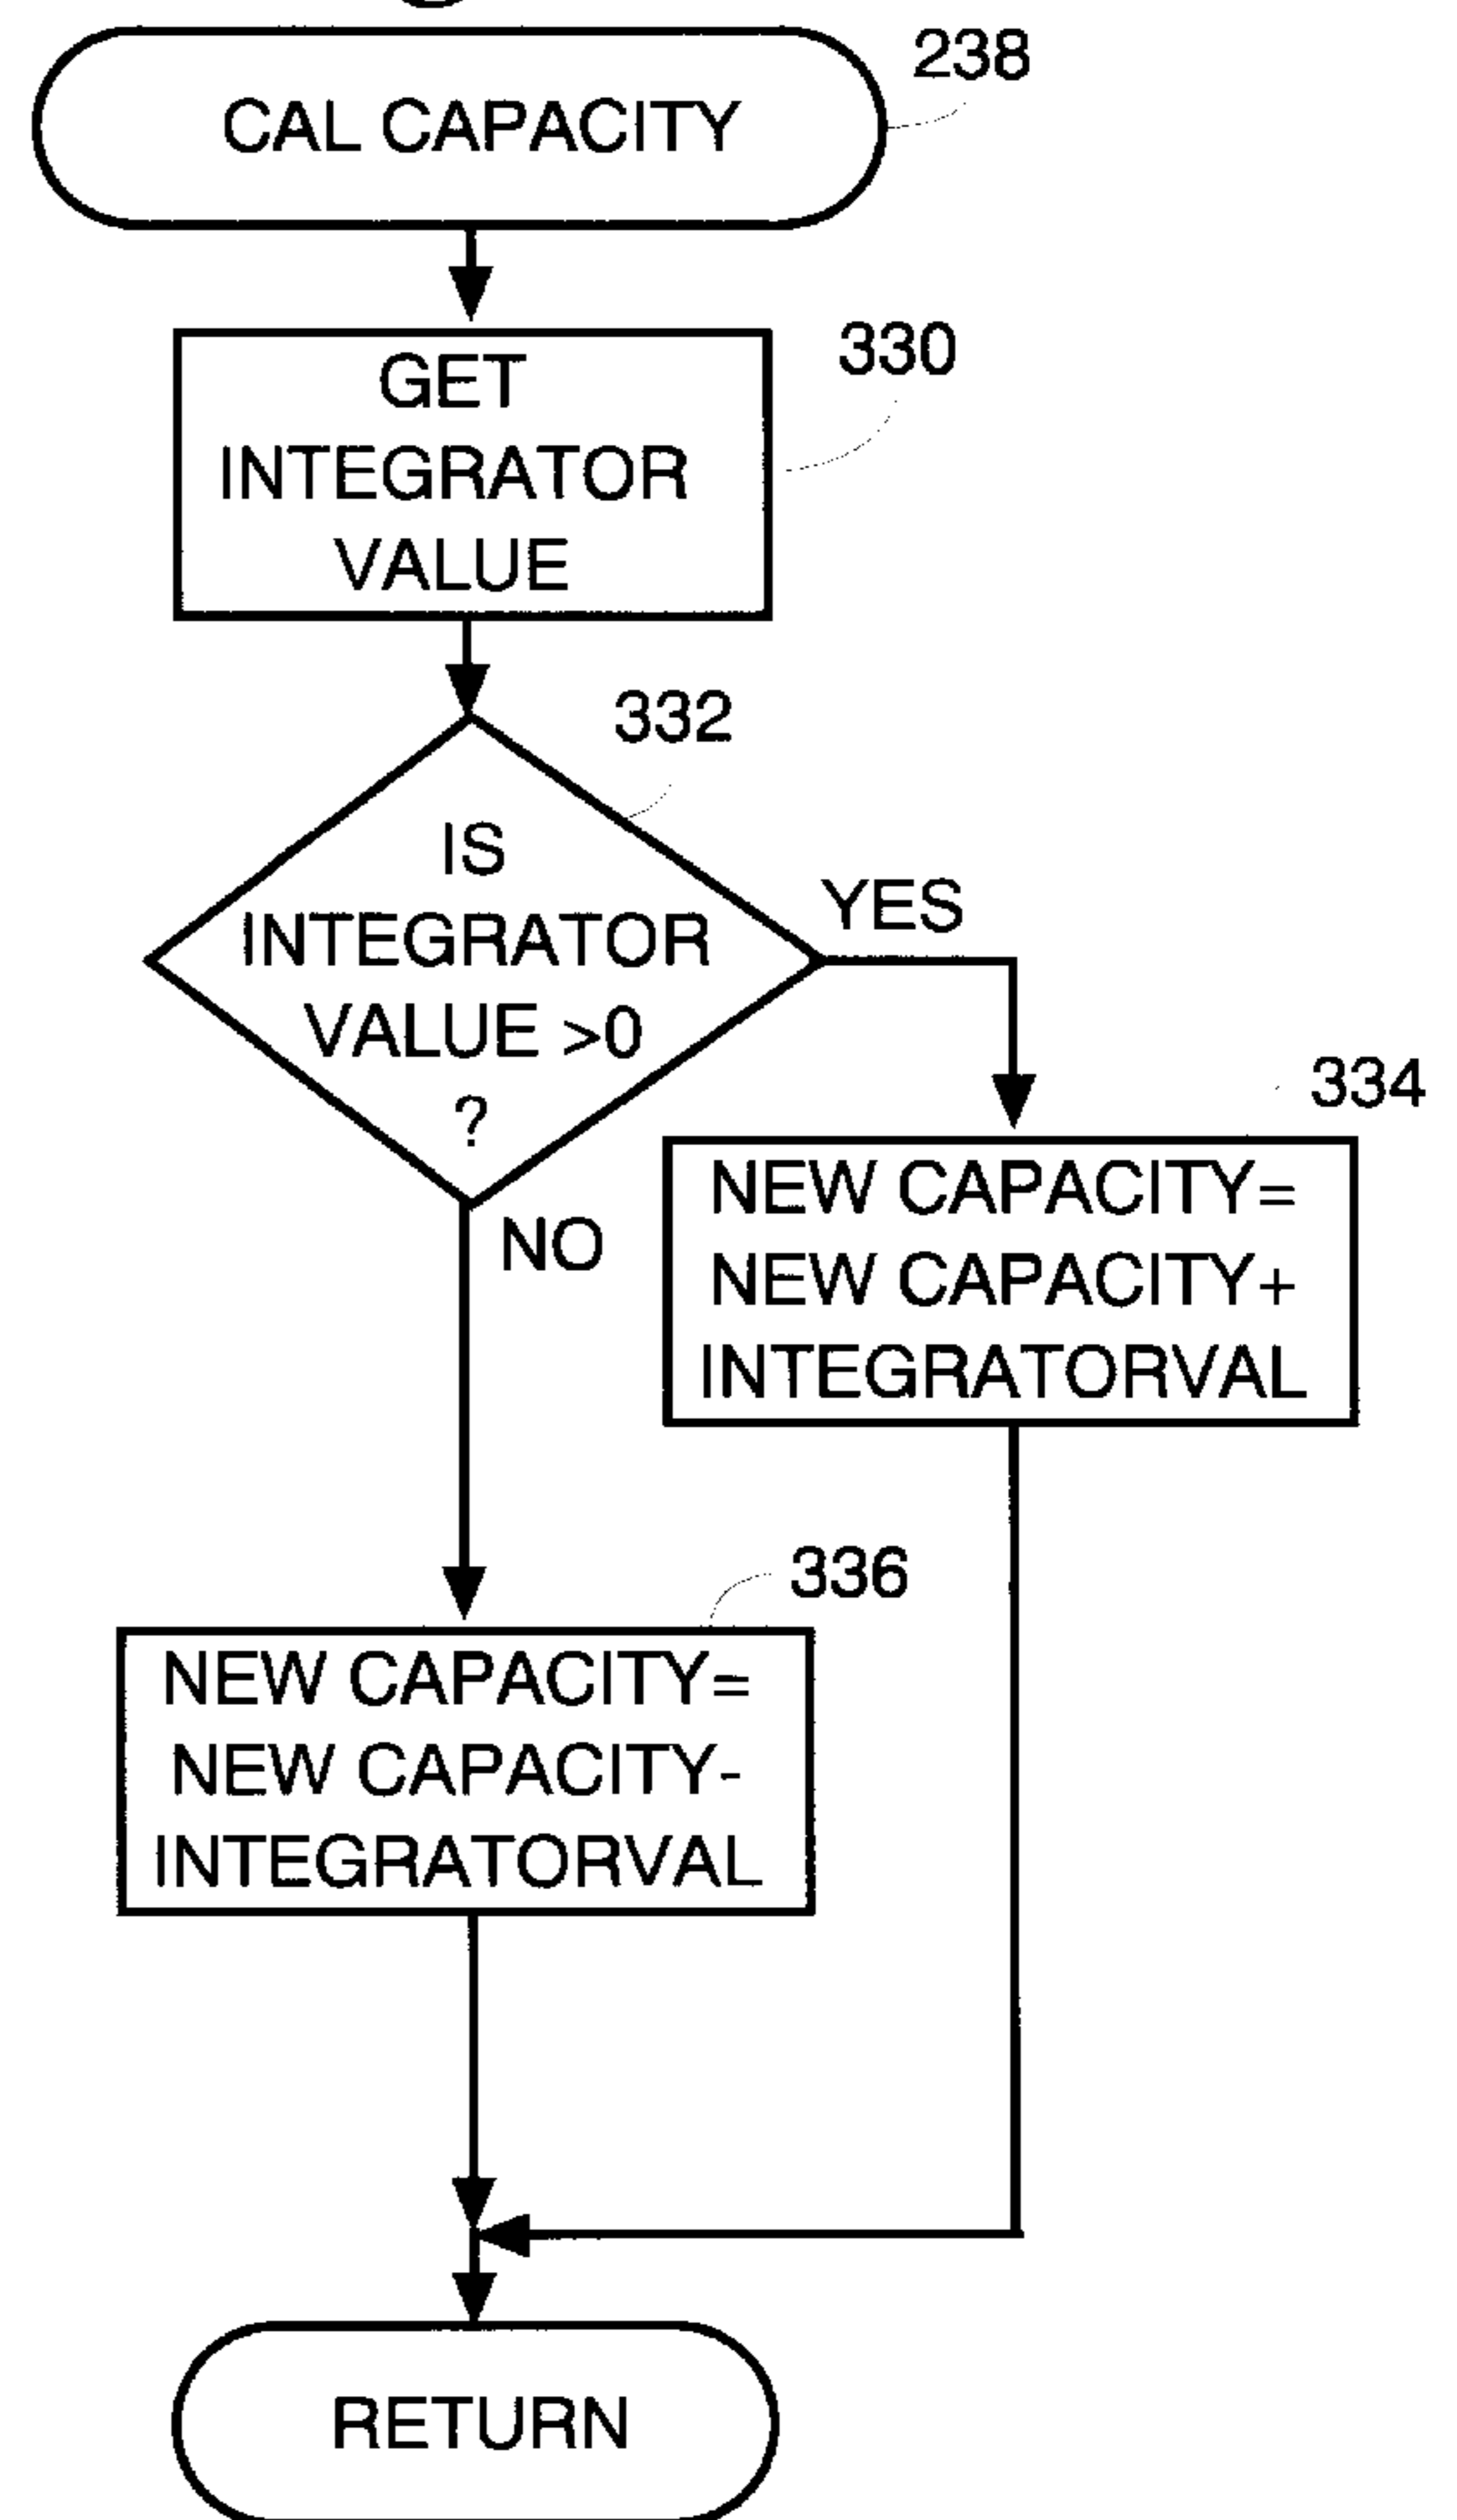 CAL CAPACITY
238
GET
INTEGRATOR
VALUE
330
332
IS
INTEGRATOR
VALUE >0
?
YES
NO
334
NEW CAPACITY=
NEW CAPACITY+
INTEGRATORVAL
336
NEW CAPACITY=
NEW CAPACITY-
INTEGRATORVAL
RETURN